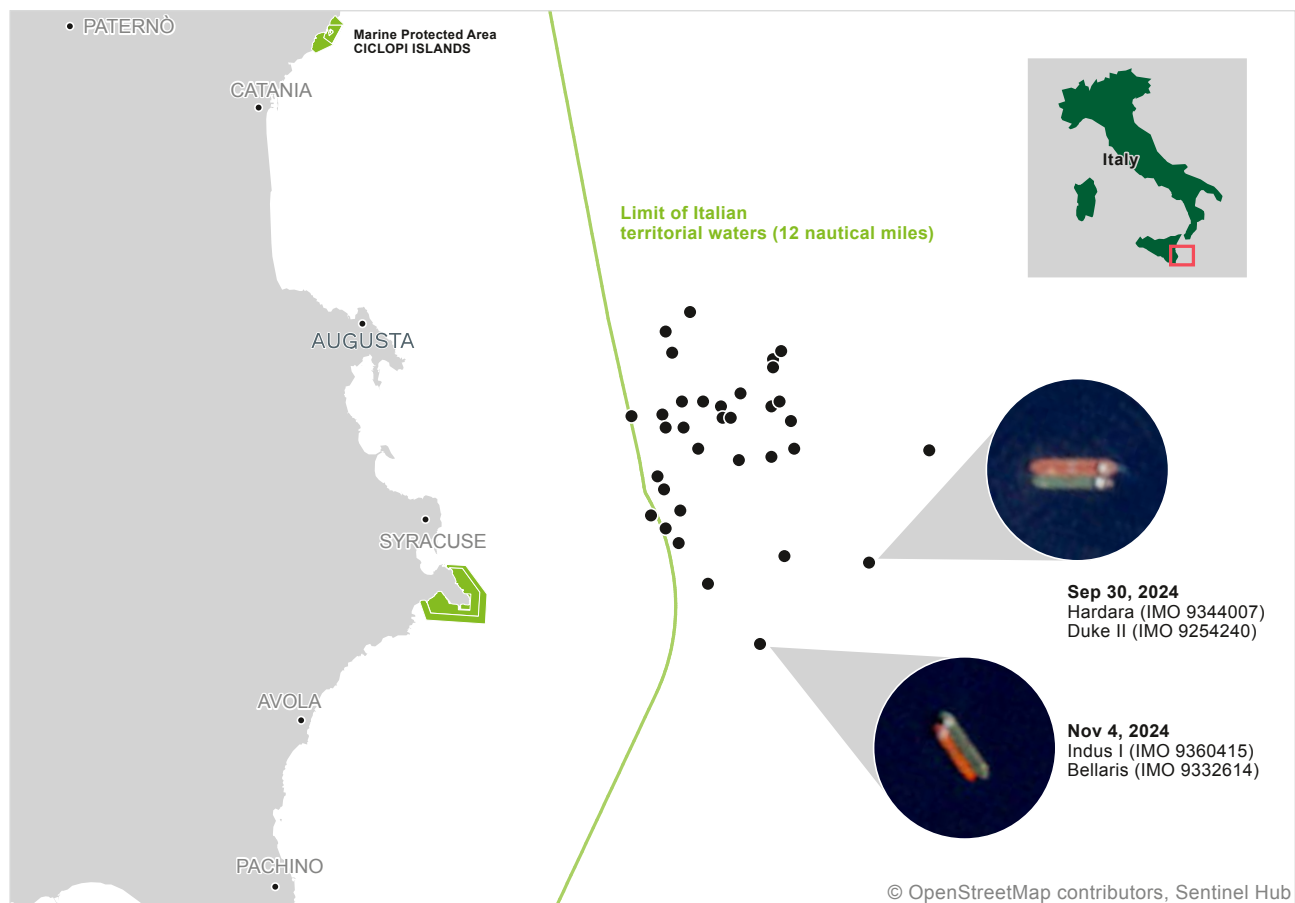 PATERNÒ
Marine Protected Area
CICLOPI ISLANDS
CATANIA
Italy
Limit of Italian
territorial waters (12 nautical miles)
AUGUSTA
SYRACUSE
Sep 30, 2024
Hardara (IMO 9344007)
Duke II (IMO 9254240)
AVOLA
Nov 4, 2024
Indus I (IMO 9360415)
Bellaris (IMO 9332614)
PACHINO
© OpenStreetMap contributors, Sentinel Hub